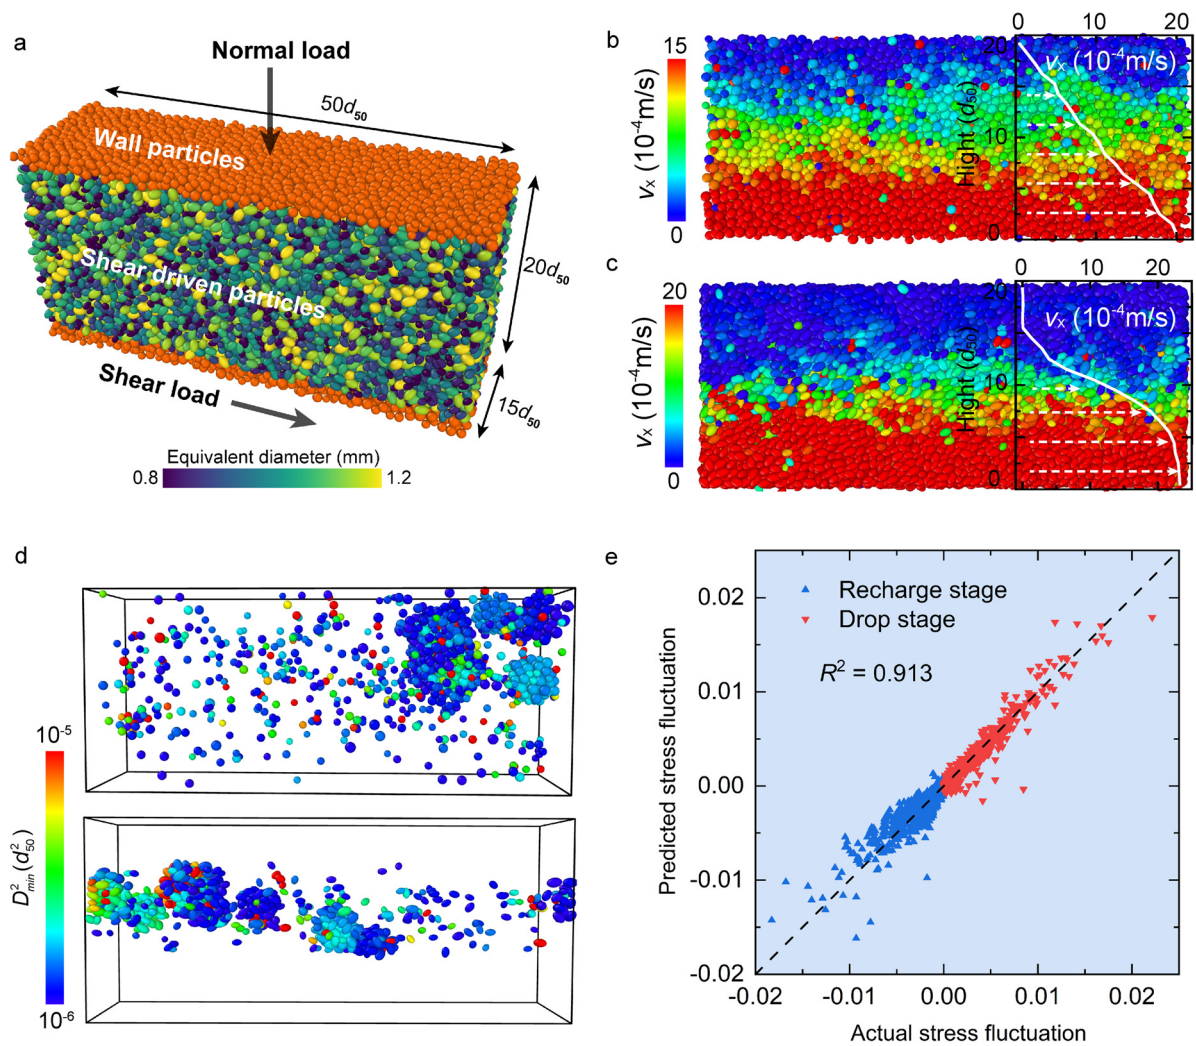 a
Normal load
50d50
Wall particles
Shear driven particles
20d50
15d50
Shear load
Equivalent diameter (mm)
0.8
1.2
b
15
vx (10-4m/s)
0
0 10 20
vx (10-4m/s)
Hight (d50)
20
10
0
c
20
vx (10-4m/s)
0
0 10 20
vx (10-4m/s)
Hight (d50)
20
10
0
d
10-5
D2min (d250)
10-6
e
Recharge stage
Drop stage
R2 = 0.913
Predicted stress fluctuation
0.02
0.01
0.00
-0.01
-0.02
-0.02 -0.01 0.00 0.01 0.02
Actual stress fluctuation